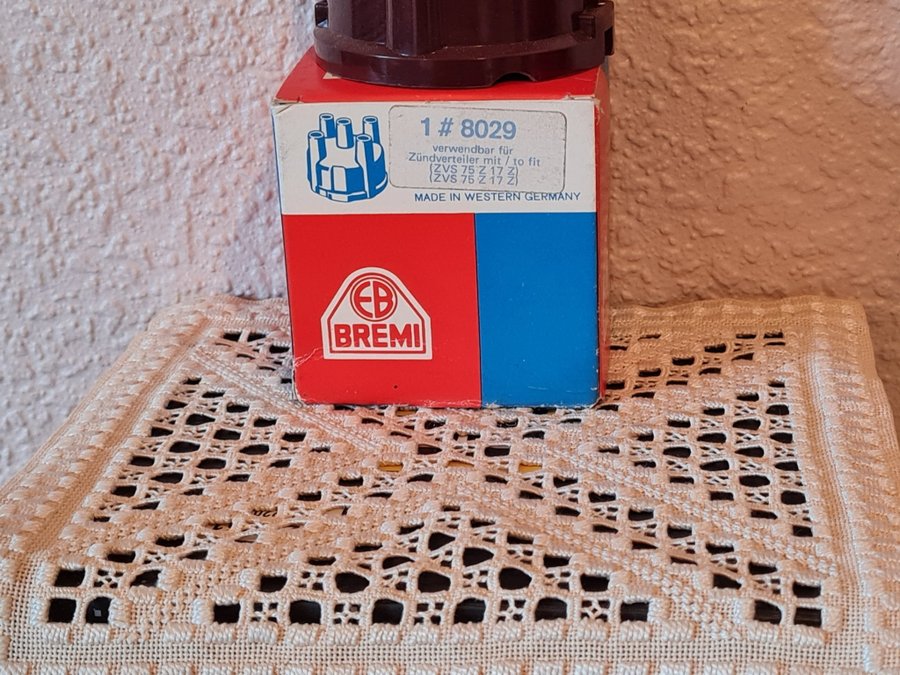 1 # 8029
verwendbar für
Zündverteiler mit / to fit
(ZVS 75 Z 17 Z)
(ZVS 75 Z 17 Z)
MADE IN WESTERN GERMANY
EB
BREMI